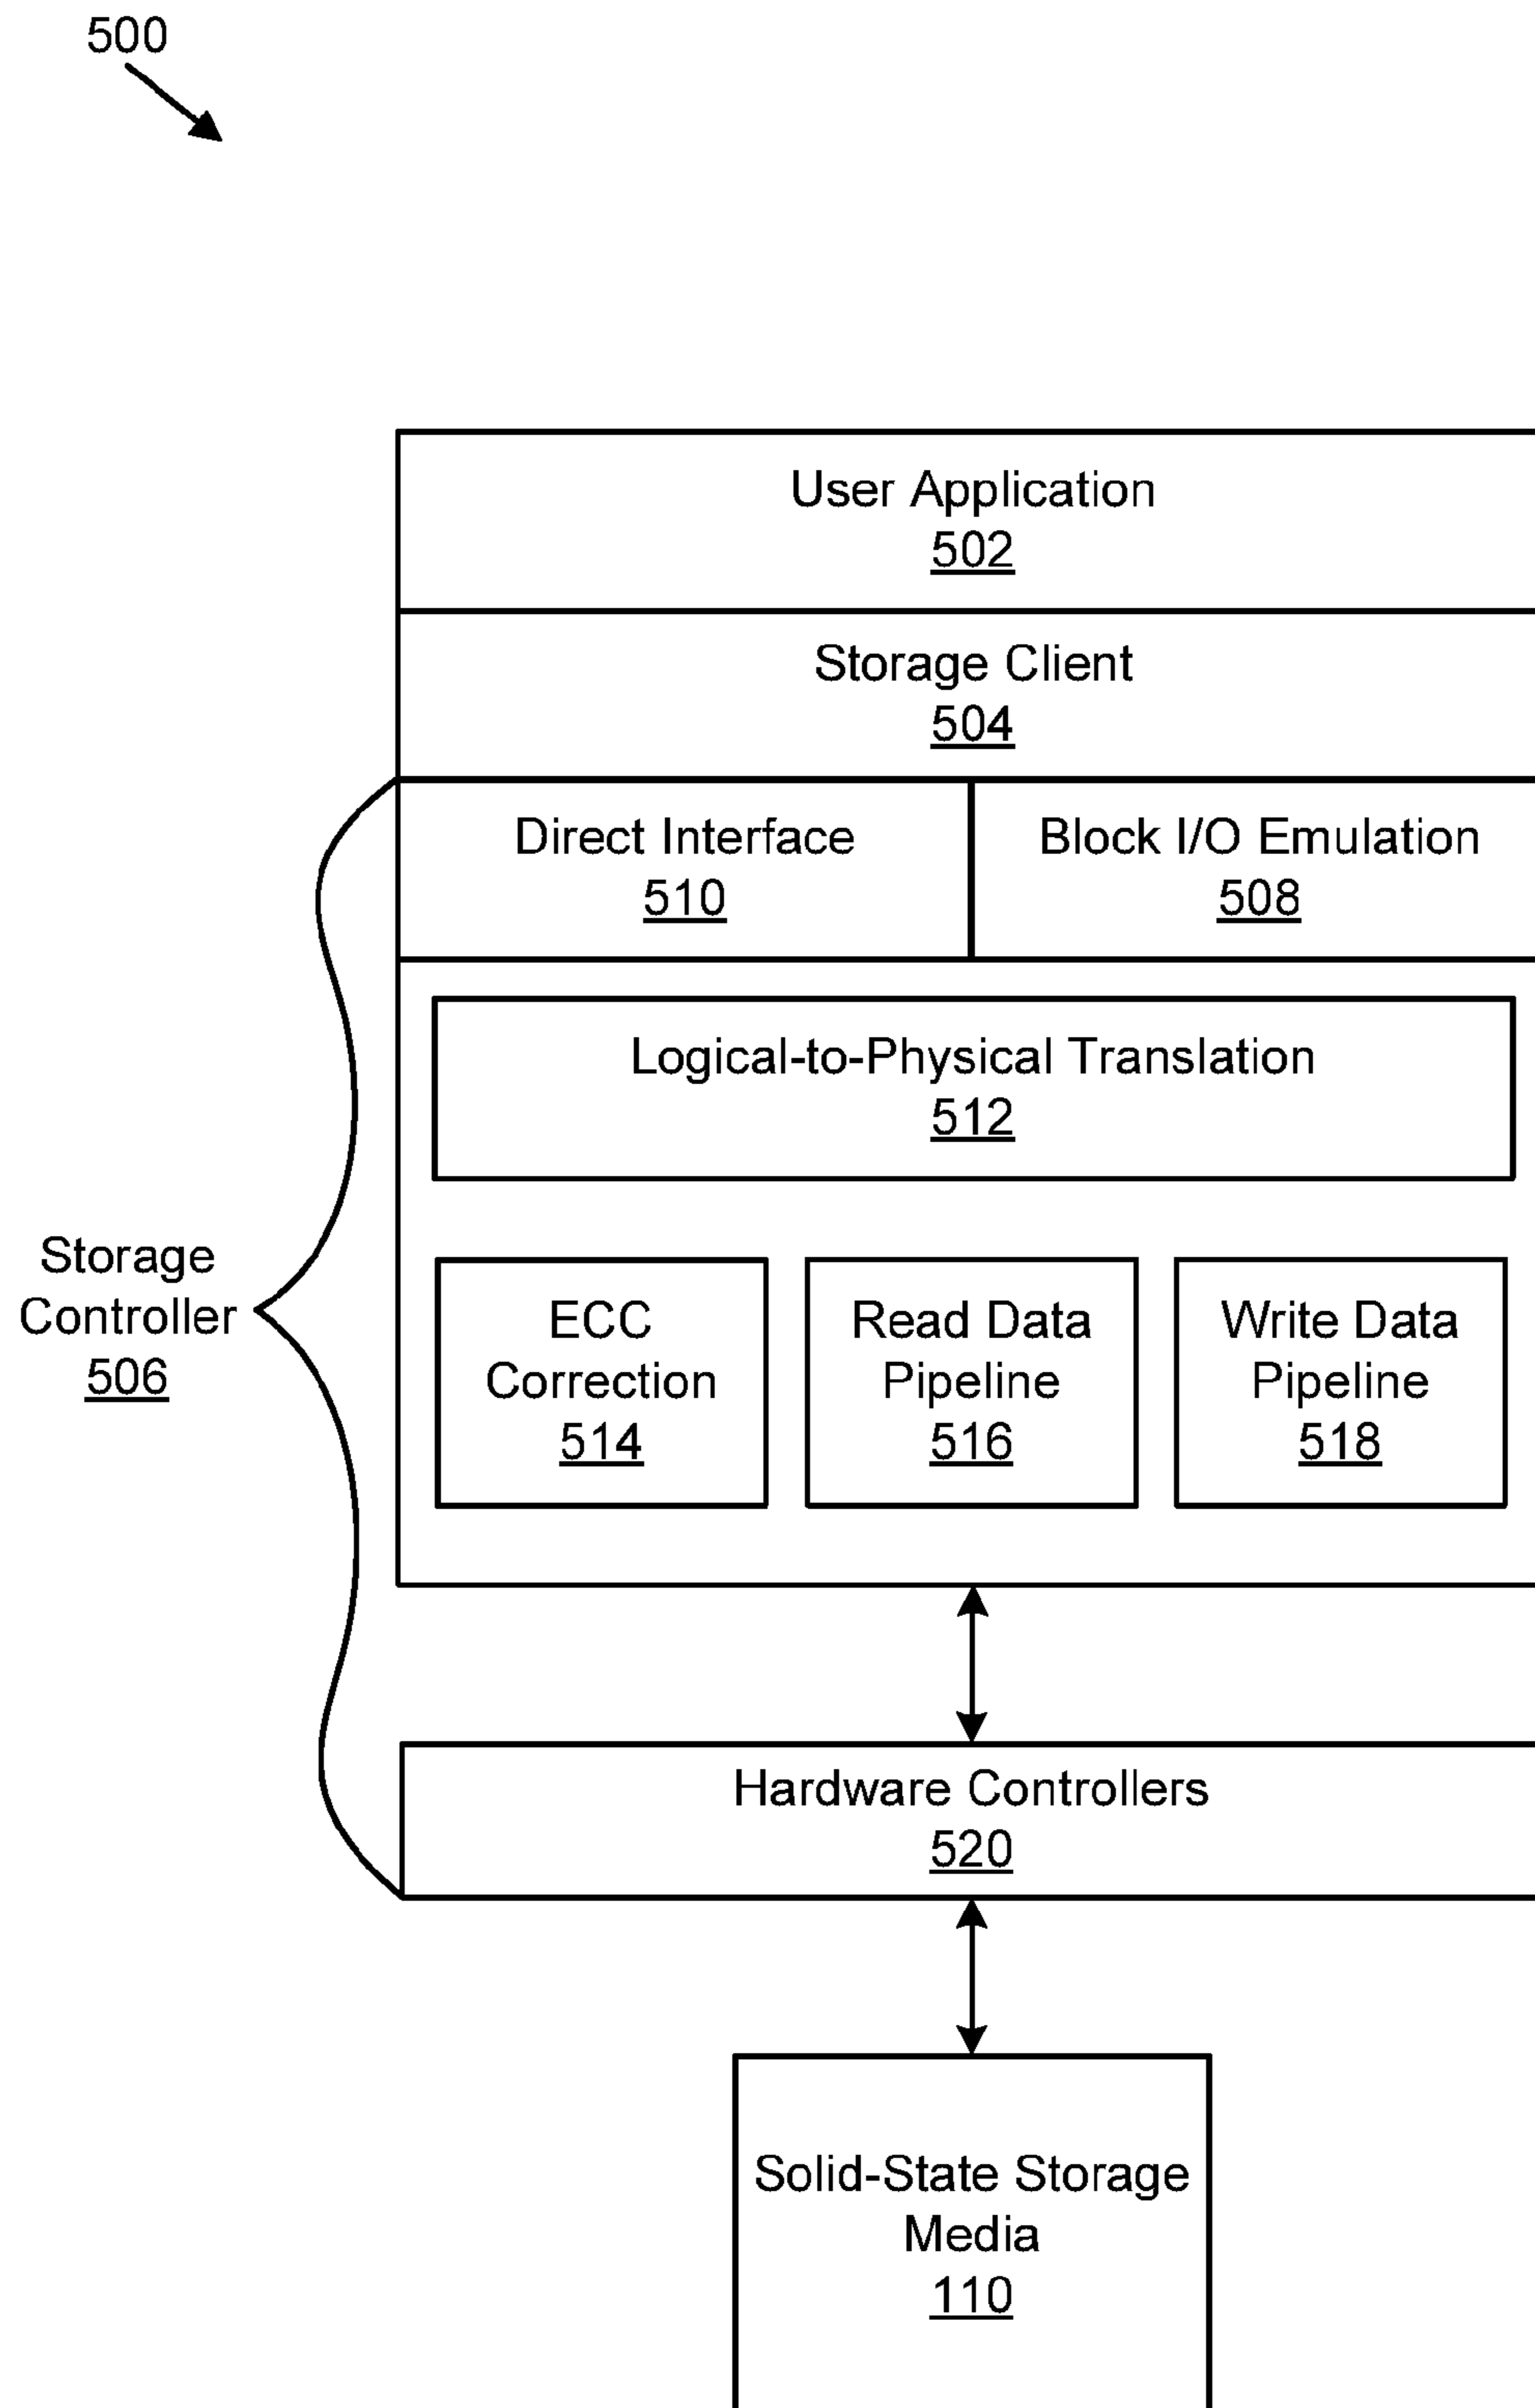 500
User Application
502
Storage Client
504
Direct Interface
510
Block I/O Emulation
508
Logical-to-Physical Translation
512
Storage
Controller
506
ECC
Correction
514
Read Data
Pipeline
516
Write Data
Pipeline
518
Hardware Controllers
520
Solid-State Storage
Media
110